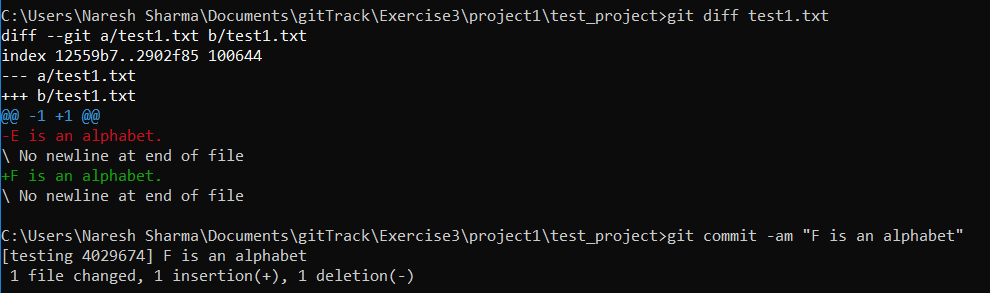 C:\Users\Naresh Sharma\Documents\gitTrack\Exercise3\project1\test_project>git diff test1.txt
diff --git a/test1.txt b/test1.txt
index 12559b7..2902f85 100644
--- a/test1.txt
+++ b/test1.txt
@@ -1 +1 @@
-E is an alphabet.
\ No newline at end of file
+F is an alphabet.
\ No newline at end of file
C:\Users\Naresh Sharma\Documents\gitTrack\Exercise3\project1\test_project>git commit -am "F is an alphabet"
[testing 4029674] F is an alphabet
 1 file changed, 1 insertion(+), 1 deletion(-)